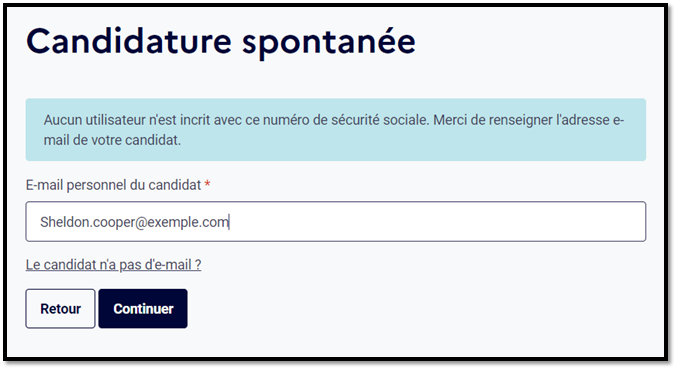 Candidature spontanée
Aucun utilisateur n'est incrit avec ce numéro de sécurité sociale. Merci de renseigner l'adresse e-
mail de votre candidat.
E-mail personnel du candidat *
Sheldon.cooper@exemple.com
Le candidat n'a pas d'e-mail ?
Retour Continuer